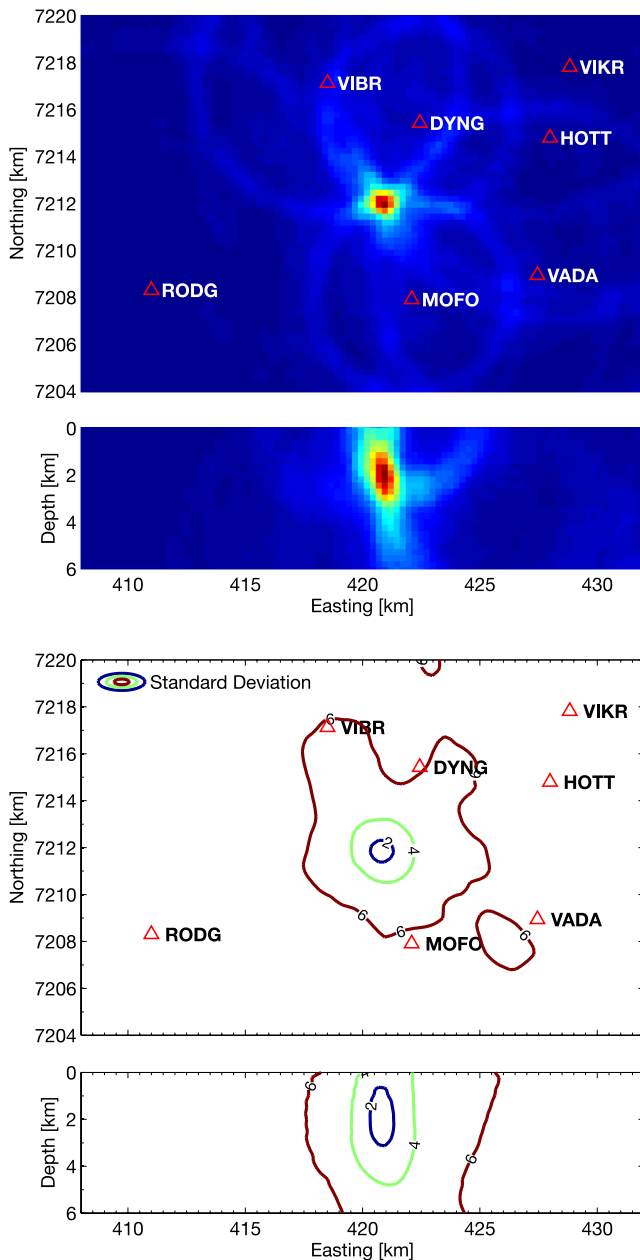 7220
7218
7216
7214
7212
7210
7208
7206
7204
Northing [km]
VIBR
VIKR
DYNG
HOTT
RODG
MOFO
VADA
0
2
4
6
Depth [km]
410
415
420
425
430
Easting [km]
7220
7218
7216
7214
7212
7210
7208
7206
7204
Northing [km]
Standard Deviation
6
6
VIBR
VIKR
DYNG
6
HOTT
2
4
6
6
6
RODG
MOFO
VADA
0
2
4
6
Depth [km]
6
4
2
4
6
410
415
420
425
430
Easting [km]